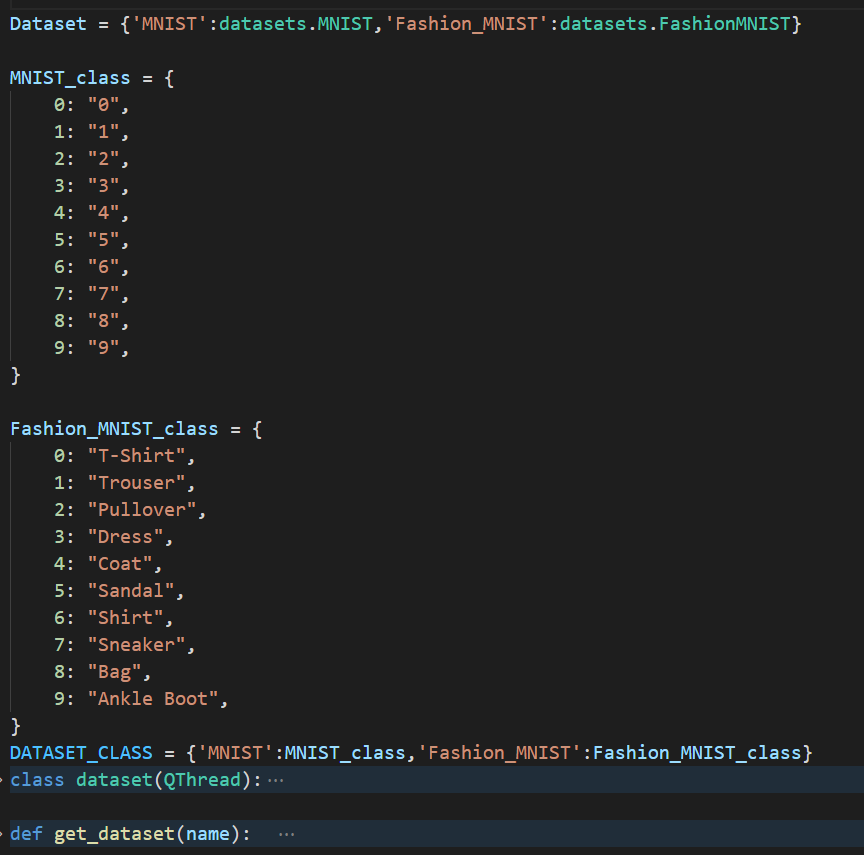 Dataset = {'MNIST':datasets.MNIST,'Fashion_MNIST':datasets.FashionMNIST}
MNIST_class = {
    0: "0",
    1: "1",
    2: "2",
    3: "3",
    4: "4",
    5: "5",
    6: "6",
    7: "7",
    8: "8",
    9: "9",
}
Fashion_MNIST_class = {
    0: "T-Shirt",
    1: "Trouser",
    2: "Pullover",
    3: "Dress",
    4: "Coat",
    5: "Sandal",
    6: "Shirt",
    7: "Sneaker",
    8: "Bag",
    9: "Ankle Boot",
}
DATASET_CLASS = {'MNIST':MNIST_class,'Fashion_MNIST':Fashion_MNIST_class}
class dataset(QThread):···
def get_dataset(name):  ···